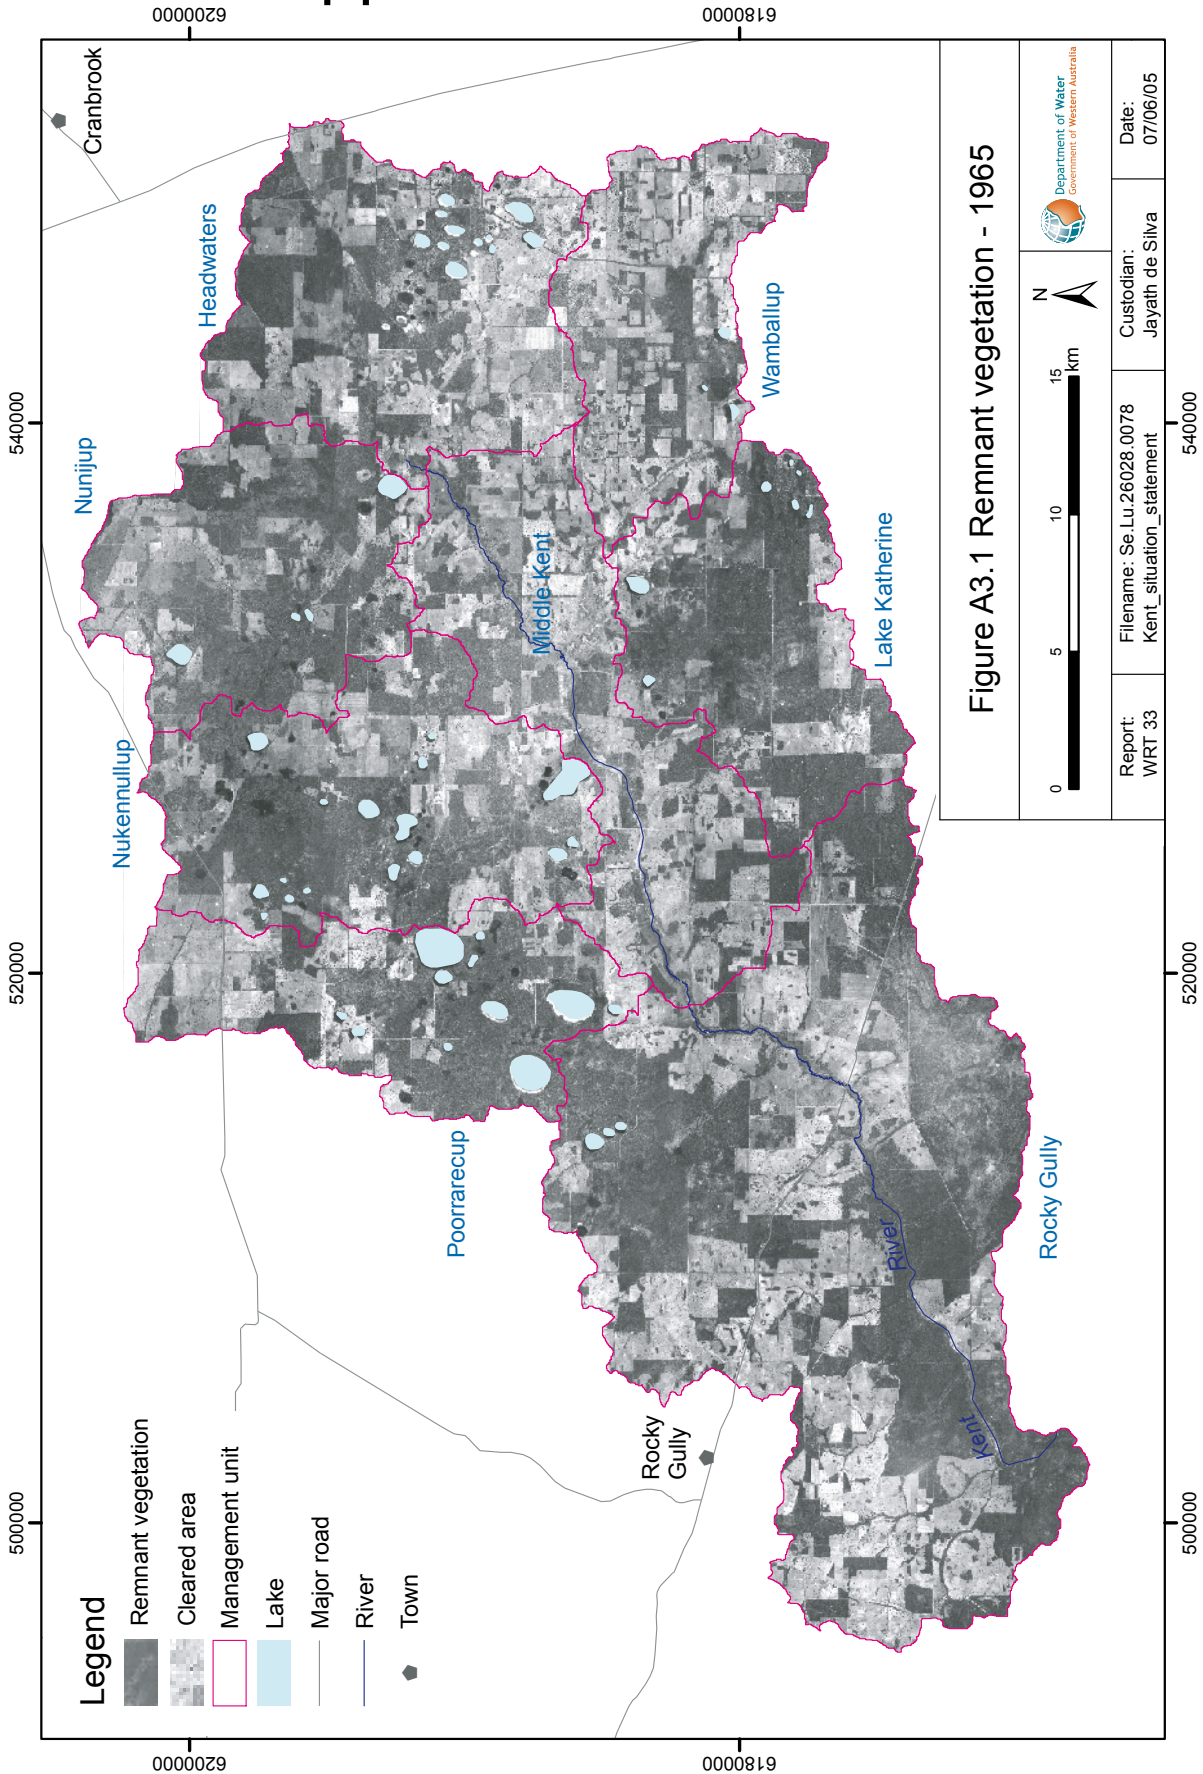 Cranbrook
Headwaters
Nunijup
Nukennullup
Poorrarecup
Middle Kent
Wamballup
Lake Katherine
Rocky Gully
Rocky
Gully
Kent
River
6200000
6180000
6200000
6180000
540000
520000
500000
540000
520000
500000
Legend
Remnant vegetation
Cleared area
Management unit
Lake
Major road
River
Town
Figure A3.1 Remnant vegetation - 1965
0 5 10 15 km
N
Department of Water
Government of Western Australia
Report:
WRT 33
Filename: Se.Lu.26028.0078
Kent_situation_statement
Custodian:
Jayath de Silva
Date:
07/06/05